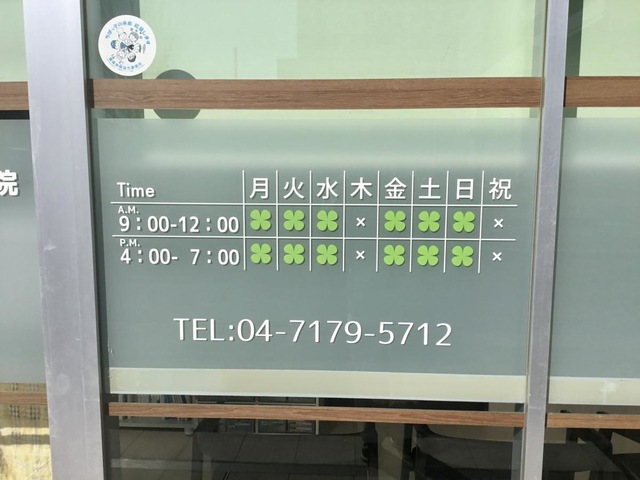 院
Time 月 火 水 木 金 土 日 祝
A.M.
9:00-12:00 × ×
P.M.
4:00- 7:00 × ×
TEL:04-7179-5712